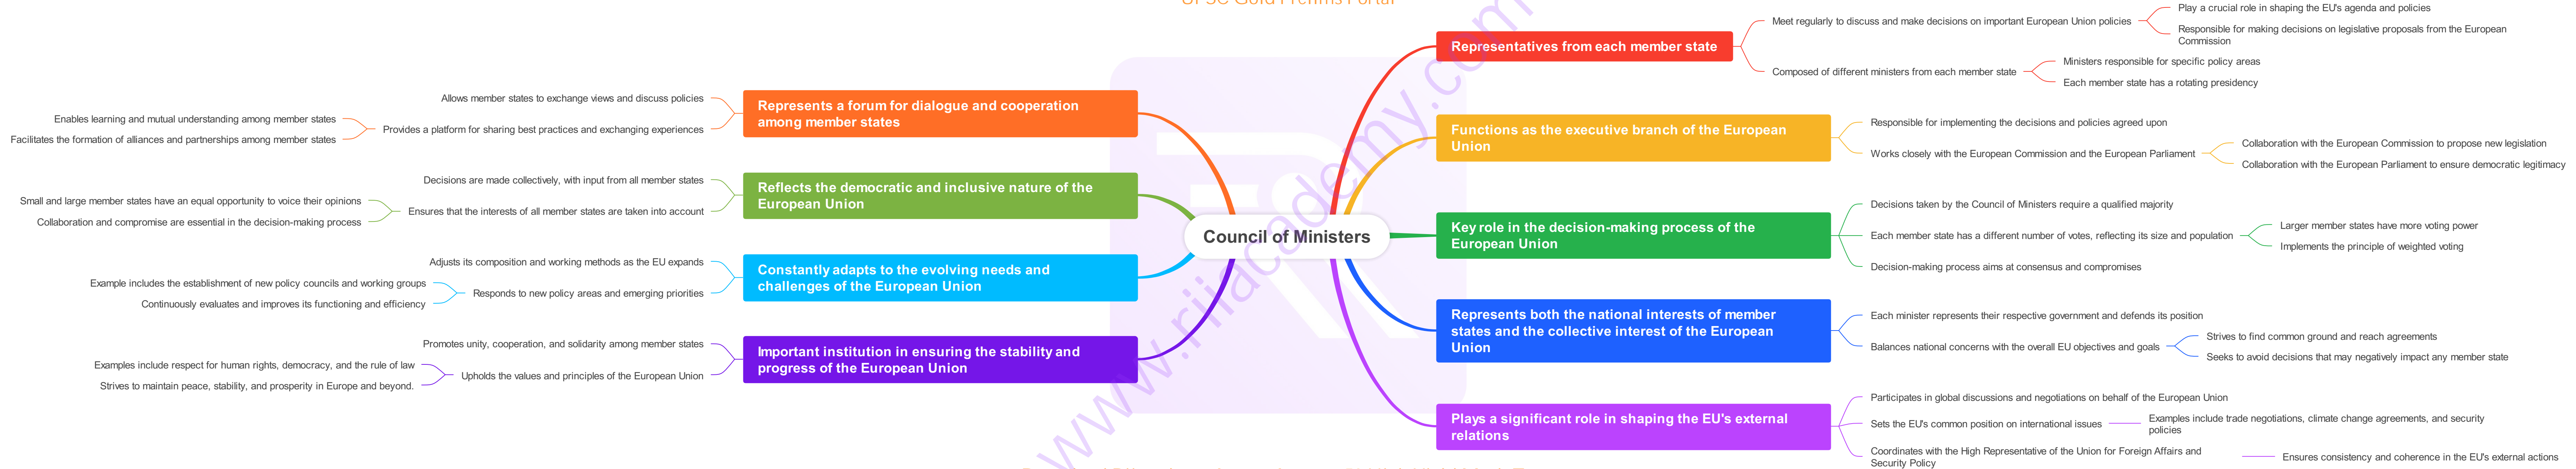 UPSC Gold Prelims Portal
Council of Ministers
Representatives from each member state
Meet regularly to discuss and make decisions on important European Union policies
Play a crucial role in shaping the EU's agenda and policies
Responsible for making decisions on legislative proposals from the European
Commission
Composed of different ministers from each member state
Ministers responsible for specific policy areas
Each member state has a rotating presidency
Functions as the executive branch of the European
Union
Responsible for implementing the decisions and policies agreed upon
Works closely with the European Commission and the European Parliament
Collaboration with the European Commission to propose new legislation
Collaboration with the European Parliament to ensure democratic legitimacy
Key role in the decision-making process of the
European Union
Decisions taken by the Council of Ministers require a qualified majority
Each member state has a different number of votes, reflecting its size and population
Larger member states have more voting power
Implements the principle of weighted voting
Decision-making process aims at consensus and compromises
Represents both the national interests of member
states and the collective interest of the European
Union
Each minister represents their respective government and defends its position
Balances national concerns with the overall EU objectives and goals
Strives to find common ground and reach agreements
Seeks to avoid decisions that may negatively impact any member state
Plays a significant role in shaping the EU's external
relations
Participates in global discussions and negotiations on behalf of the European Union
Sets the EU's common position on international issues
Examples include trade negotiations, climate change agreements, and security
policies
Coordinates with the High Representative of the Union for Foreign Affairs and
Security Policy
Ensures consistency and coherence in the EU's external actions
Represents a forum for dialogue and cooperation
among member states
Allows member states to exchange views and discuss policies
Provides a platform for sharing best practices and exchanging experiences
Enables learning and mutual understanding among member states
Facilitates the formation of alliances and partnerships among member states
Reflects the democratic and inclusive nature of the
European Union
Decisions are made collectively, with input from all member states
Ensures that the interests of all member states are taken into account
Small and large member states have an equal opportunity to voice their opinions
Collaboration and compromise are essential in the decision-making process
Constantly adapts to the evolving needs and
challenges of the European Union
Adjusts its composition and working methods as the EU expands
Responds to new policy areas and emerging priorities
Example includes the establishment of new policy councils and working groups
Continuously evaluates and improves its functioning and efficiency
Important institution in ensuring the stability and
progress of the European Union
Promotes unity, cooperation, and solidarity among member states
Upholds the values and principles of the European Union
Examples include respect for human rights, democracy, and the rule of law
Strives to maintain peace, stability, and prosperity in Europe and beyond.